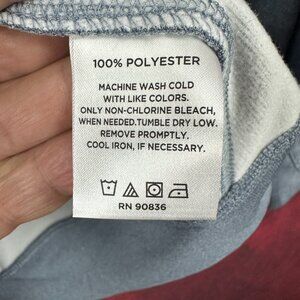 100% POLYESTER
MACHINE WASH COLD
WITH LIKE COLORS.
ONLY NON-CHLORINE BLEACH,
WHEN NEEDED.TUMBLE DRY LOW.
REMOVE PROMPTLY.
COOL IRON, IF NECESSARY.
RN 90836